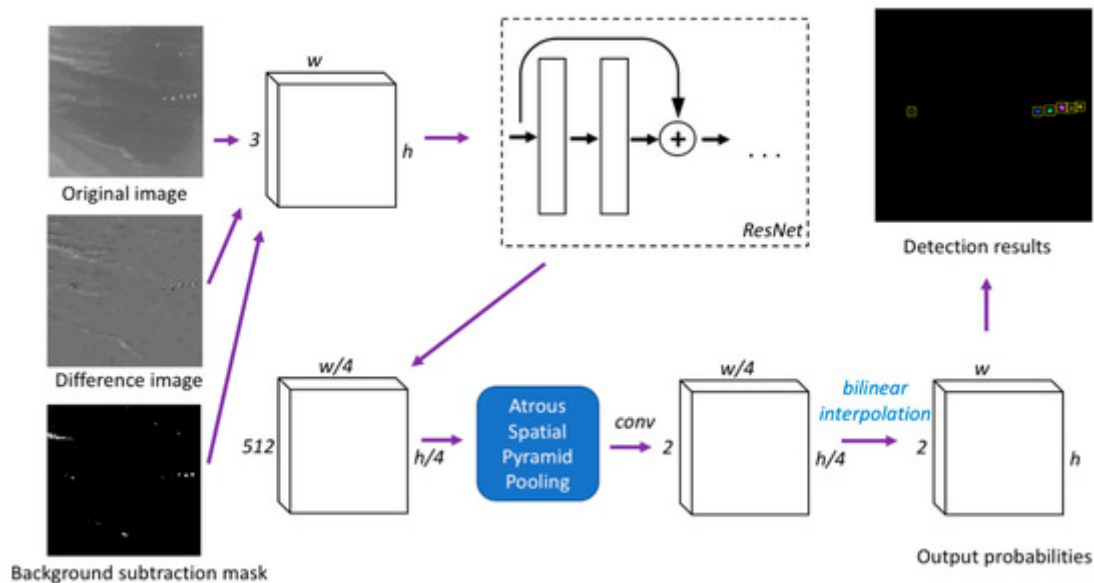 w
3
h
Original image
ResNet
. . .
Detection results
Difference image
w/4
512
h/4
Atrous
Spatial
Pyramid
Pooling
conv
w/4
2
h/4
bilinear
interpolation
w
2
h
Background subtraction mask
Output probabilities